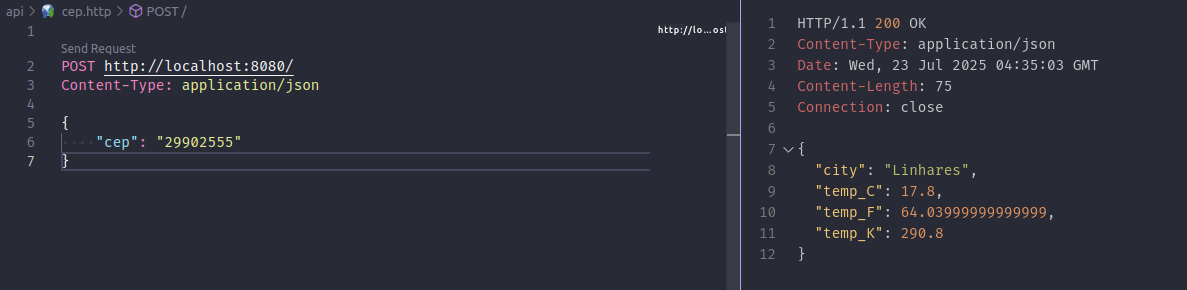 api > cep.http > POST /
1
Send Request
2 POST http://localhost:8080/
3 Content-Type: application/json
4
5 {
6 ····"cep": "29902555"
7 }
http://lo...ost
1 HTTP/1.1 200 OK
2 Content-Type: application/json
3 Date: Wed, 23 Jul 2025 04:35:03 GMT
4 Content-Length: 75
5 Connection: close
6
7 {
8 "city": "Linhares",
9 "temp_C": 17.8,
10 "temp_F": 64.03999999999999,
11 "temp_K": 290.8
12 }